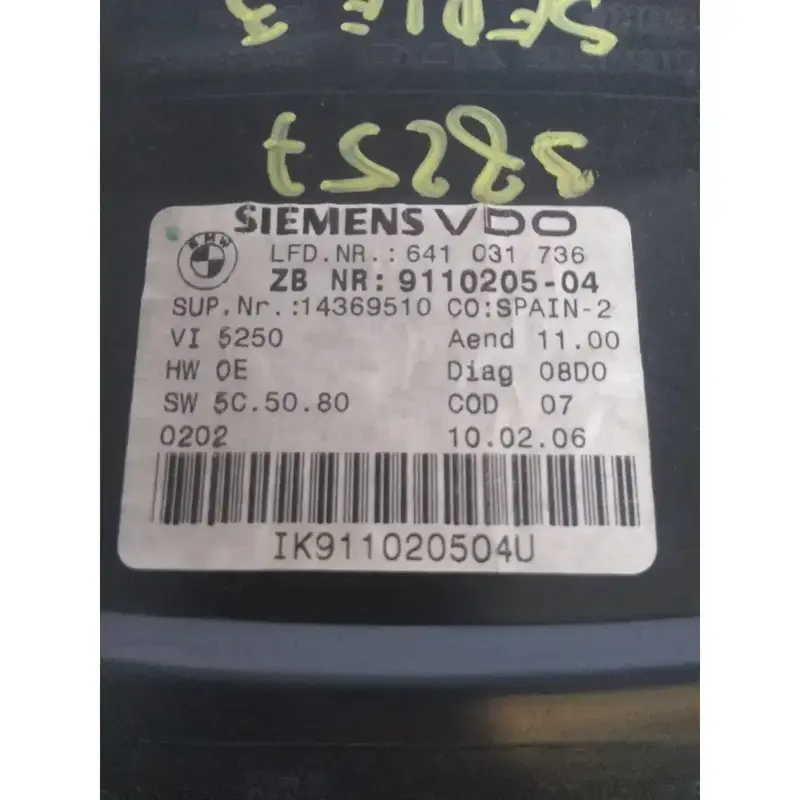 SERIE 3
58257
SIEMENS VDO
BMW
LFD.NR.: 641 031 736
ZB NR: 9110205-04
SUP.Nr.:14369510 CO:SPAIN-2
VI 5250 Aend 11.00
HW 0E Diag 08D0
SW 5C.50.80 COD 07
0202 10.02.06
IK911020504U